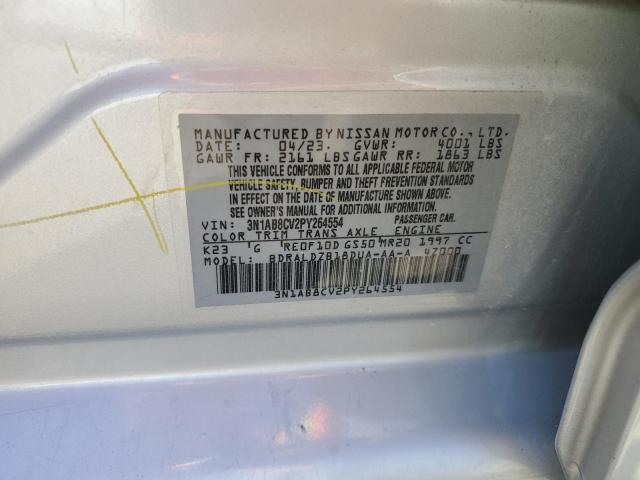 MANUFACTURED BY NISSAN MOTOR CO., LTD.
DATE: 04/23. GVWR: 4001 LBS
GAWR FR: 2161 LBS GAWR RR: 1863 LBS
THIS VEHICLE CONFORMS TO ALL APPLICABLE FEDERAL MOTOR
VEHICLE SAFETY, BUMPER AND THEFT PREVENTION STANDARDS
IN EFFECT ON THE DATE OF MANUFACTURE SHOWN ABOVE.
SEE OWNER'S MANUAL FOR ADDITIONAL INFORMATION.
VIN: 3N1AB8CV2PY264554 PASSENGER CAR.
COLOR TRIM TRANS AXLE ENGINE
K23 G RE0F10D GS50 MR20 1997 CC
BDRALDZB18DUA-AA-A 4Z000
3N1AB8CV2PY264554